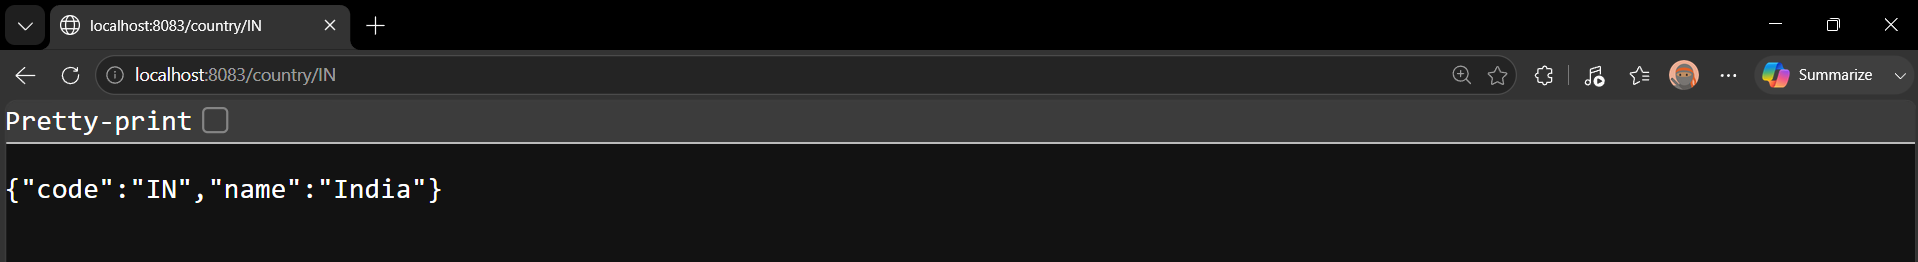 localhost:8083/country/IN
localhost:8083/country/IN
Summarize
Pretty-print
{"code":"IN","name":"India"}